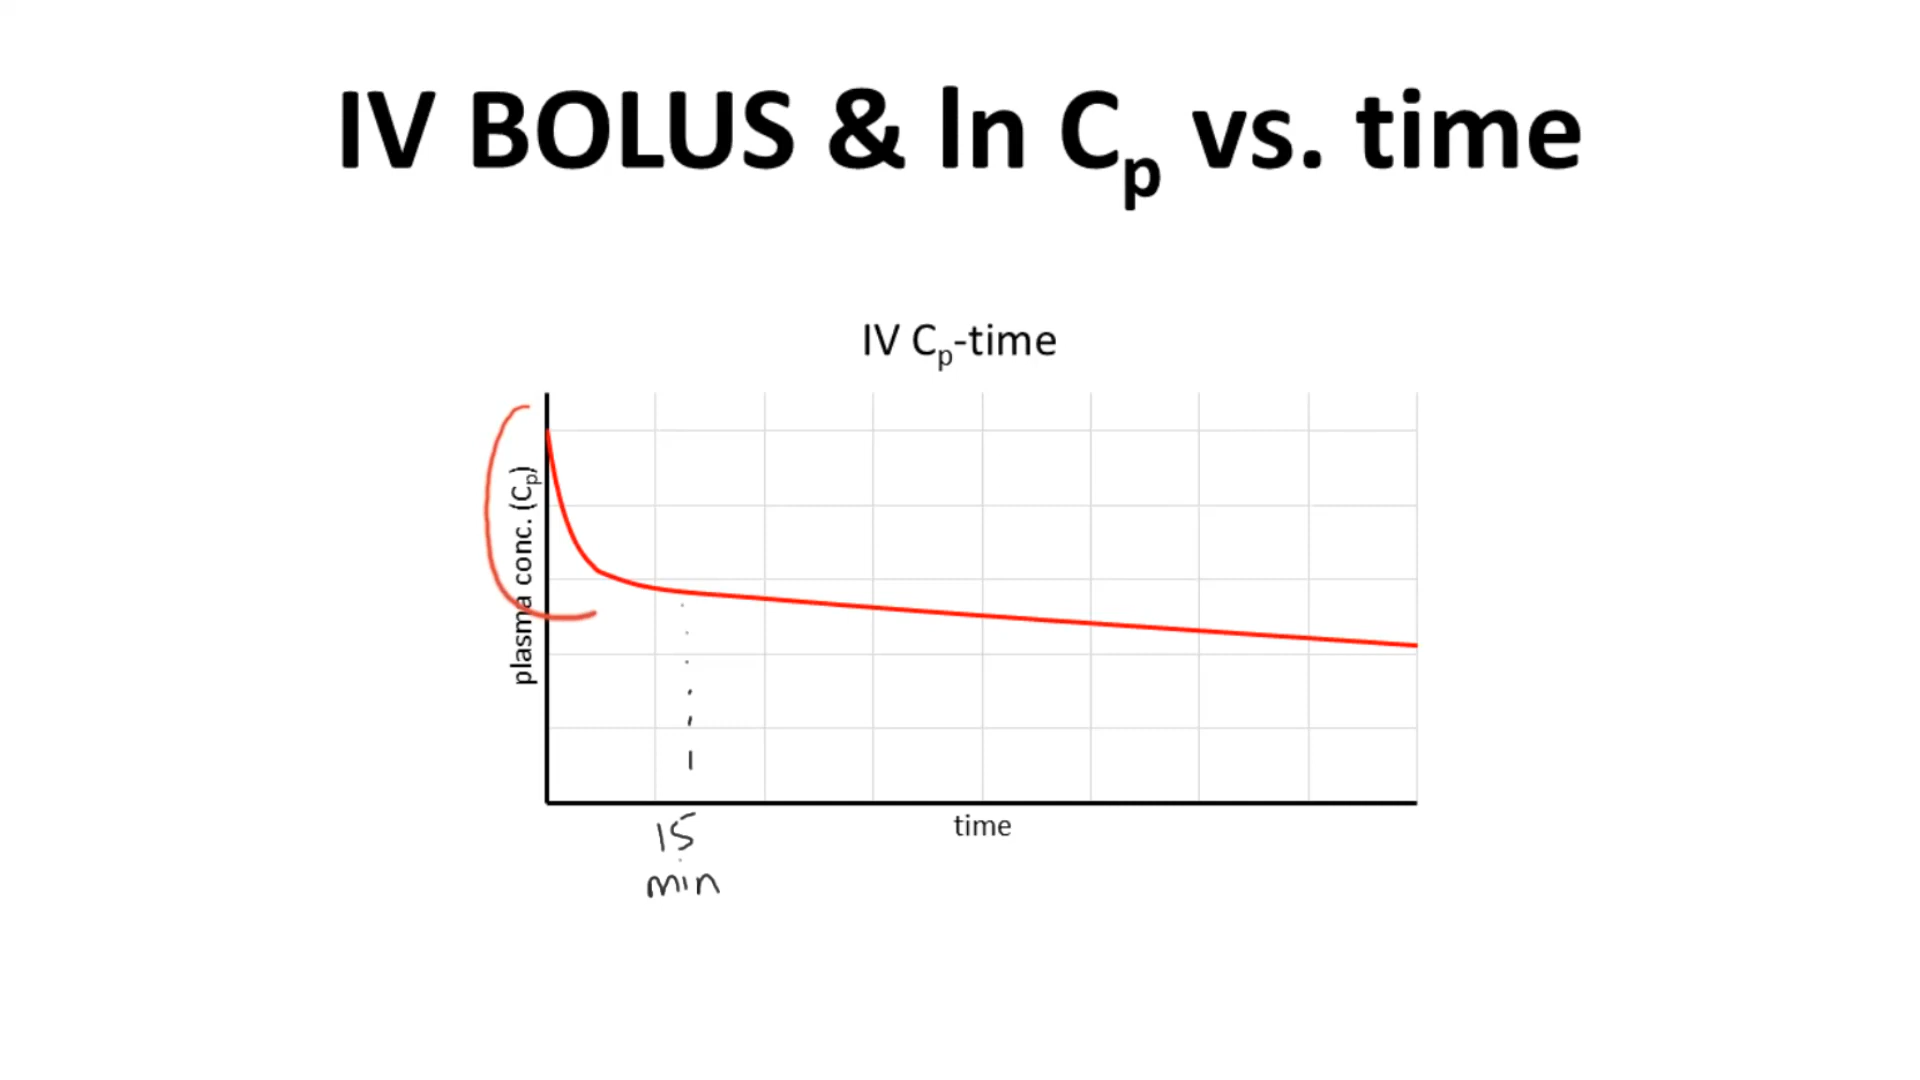 IV BOLUS & ln Cp vs. time
IV Cp-time
plasma conc. (Cp)
time
15
min